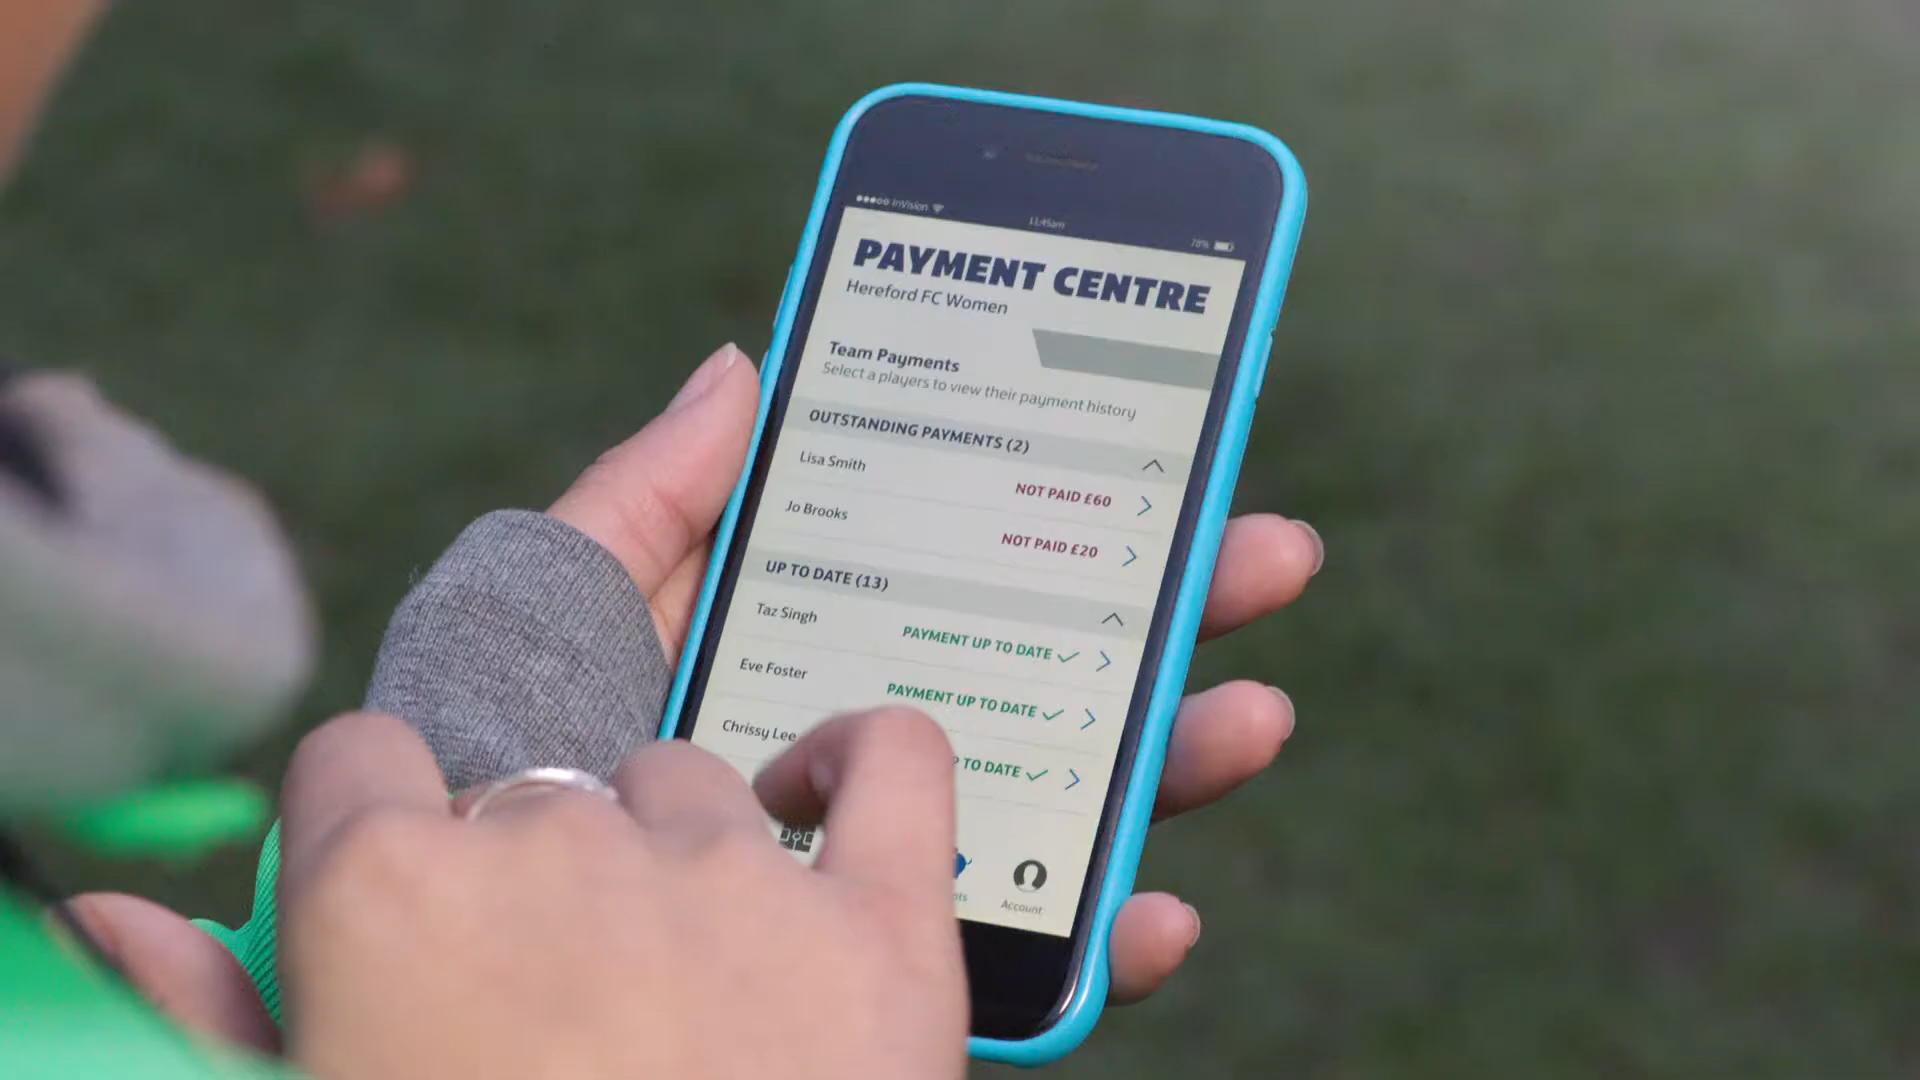 InVision
11:45am
78%
PAYMENT CENTRE
Hereford FC Women
Team Payments
Select a players to view their payment history
OUTSTANDING PAYMENTS (2)
Lisa Smith
NOT PAID £60
Jo Brooks
NOT PAID £20
UP TO DATE (13)
Taz Singh
PAYMENT UP TO DATE
Eve Foster
PAYMENT UP TO DATE
Chrissy Lee
TO DATE
Account